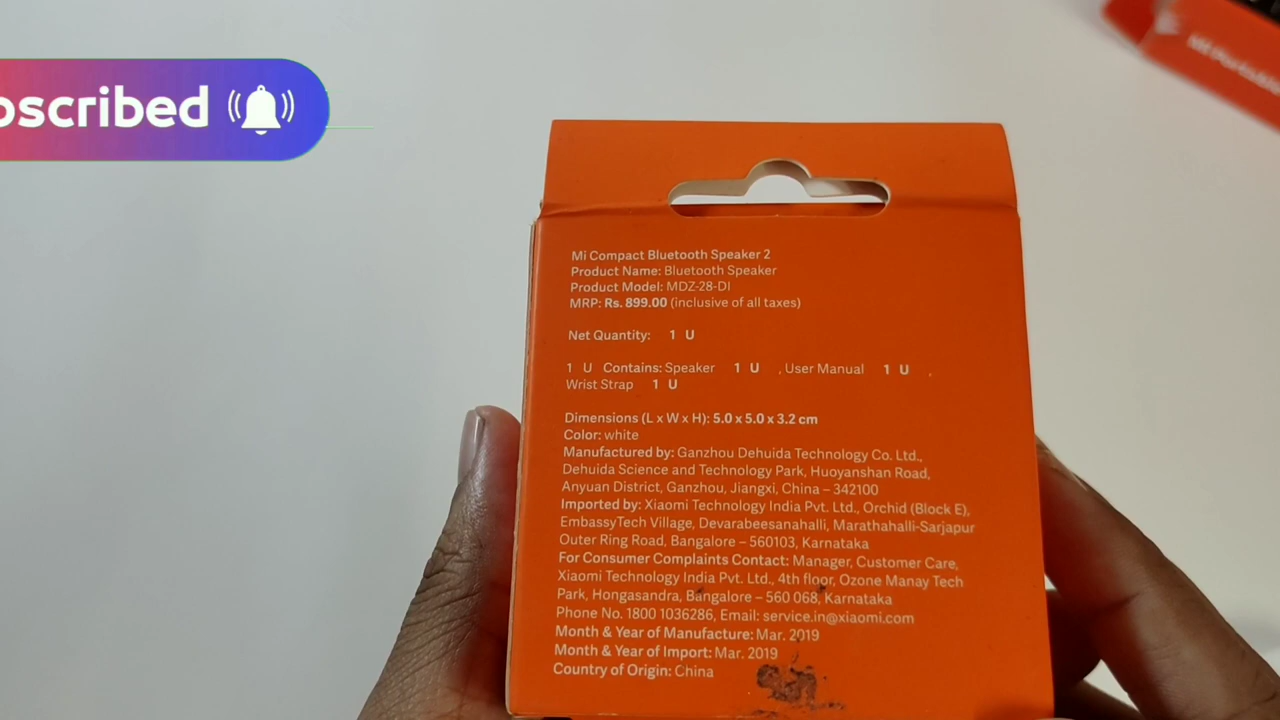 oscribed
Mi Portable
Mi Compact Bluetooth Speaker 2
Product Name: Bluetooth Speaker
Product Model: MDZ-28-DI
MRP: Rs. 899.00 (inclusive of all taxes)
Net Quantity: 1 U
1 U Contains: Speaker 1 U , User Manual 1 U ,
Wrist Strap 1 U
Dimensions (L x W x H): 5.0 x 5.0 x 3.2 cm
Color: white
Manufactured by: Ganzhou Dehuida Technology Co. Ltd.,
Dehuida Science and Technology Park, Huoyanshan Road,
Anyuan District, Ganzhou, Jiangxi, China – 342100
Imported by: Xiaomi Technology India Pvt. Ltd., Orchid (Block E),
EmbassyTech Village, Devarabeesanahalli, Marathahalli-Sarjapur
Outer Ring Road, Bangalore – 560103, Karnataka
For Consumer Complaints Contact: Manager, Customer Care,
Xiaomi Technology India Pvt. Ltd., 4th floor, Ozone Manay Tech
Park, Hongasandra, Bangalore – 560 068, Karnataka
Phone No. 1800 1036286, Email: service.in@xiaomi.com
Month & Year of Manufacture: Mar. 2019
Month & Year of Import: Mar. 2019
Country of Origin: China